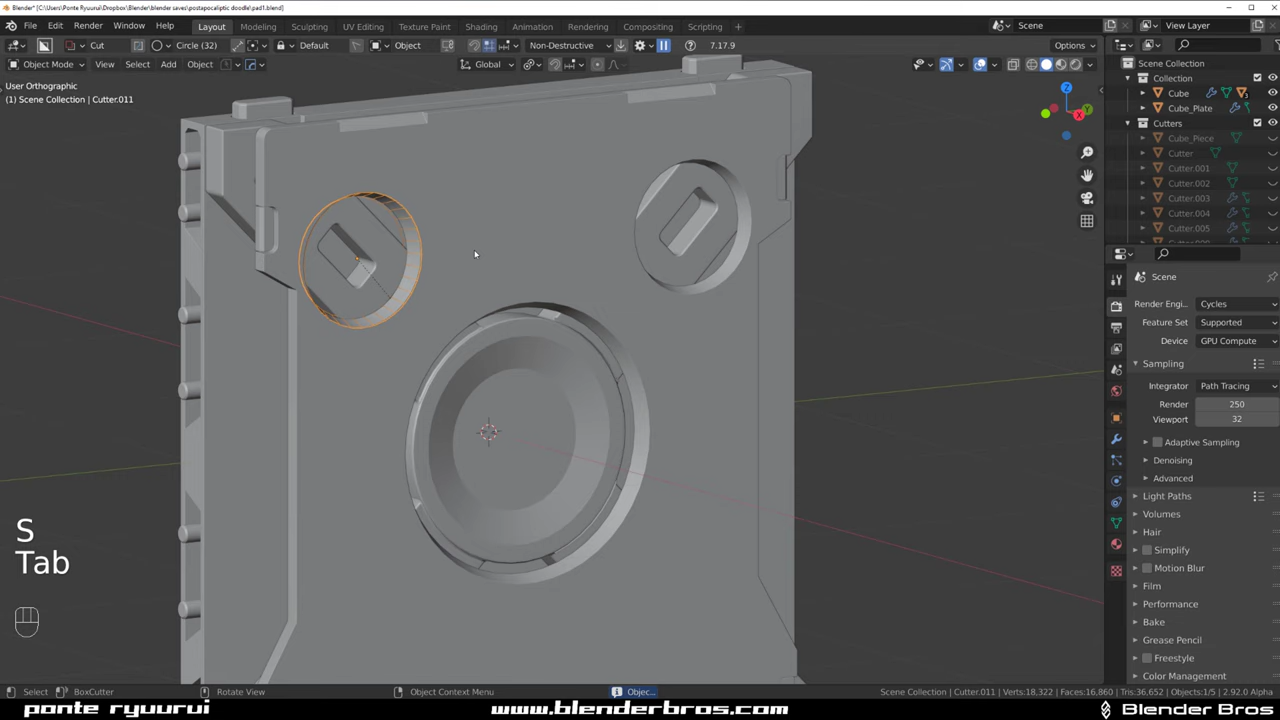 Blender* [C:\Users\Ponte Ryuurui\Dropbox\Blender\blender saves\postapocaliptic doodle\pad1.blend]
File Edit Render Window Help Layout Modeling Sculpting UV Editing Texture Paint Shading Animation Rendering Compositing Scripting Scene View Layer
Cut Circle (32) Default Object Non-Destructive 7.17.9 Options
Object Mode View Select Add Object Global
User Orthographic
(1) Scene Collection | Cutter.011
Z
Y
X
Scene Collection
Collection
Cube
3
Cube_Plate
Cutters
Cube_Piece
Cutter
Cutter.001
Cutter.002
Cutter.003
Cutter.004
Cutter.005
Scene
Render Engi... Cycles
Feature Set Supported
Device GPU Compute
Sampling
Integrator Path Tracing
Render 250
Viewport 32
Adaptive Sampling
Denoising
Advanced
Light Paths
Volumes
Hair
Simplify
Motion Blur
Film
Performance
Bake
Grease Pencil
Freestyle
Color Management
S
Tab
Select BoxCutter Rotate View Object Context Menu Objec... Scene Collection | Cutter.011 | Verts:18,322 | Faces:16,860 | Tris:36,652 | Objects:1/5 | 2.92.0 Alpha
ponte ryuurui www.blenderbros.com Blender Bros